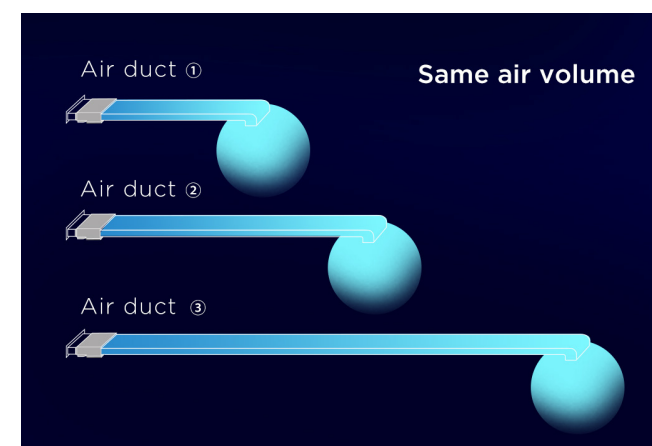 Air duct ①
Same air volume
Air duct ②
Air duct ③